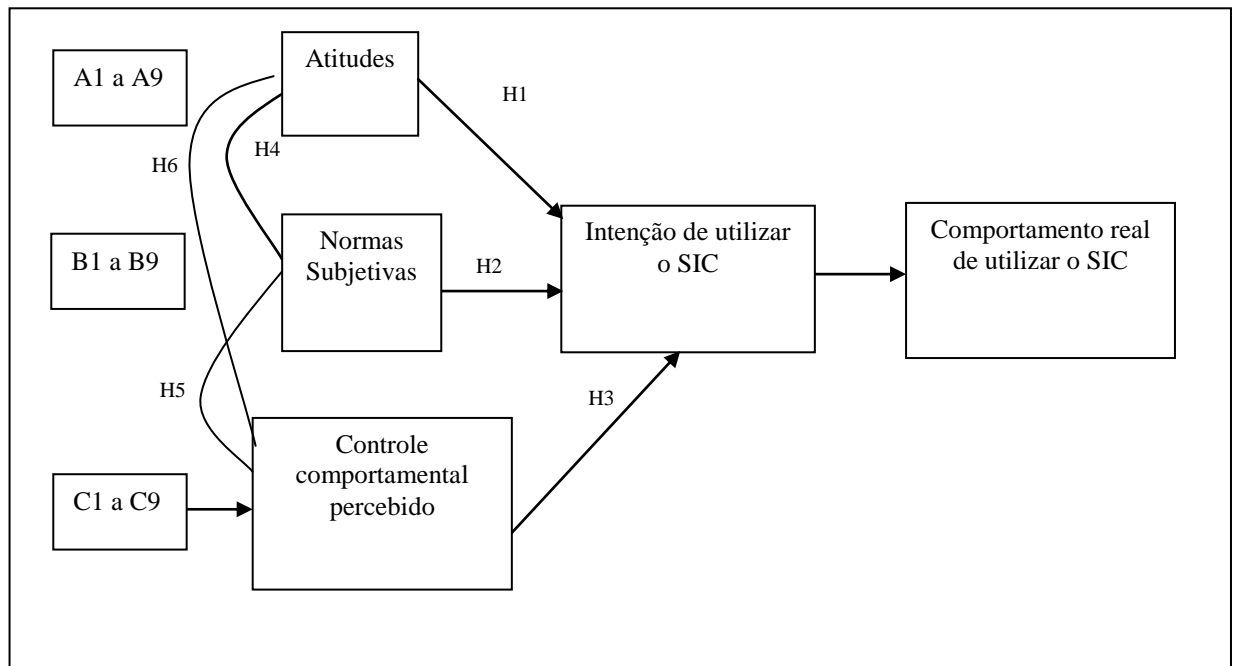 A1 a A9
Atitudes
H1
H4
H6
B1 a B9
Normas
Subjetivas
H2
Intenção de utilizar
o SIC
Comportamento real
de utilizar o SIC
H5
H3
C1 a C9
Controle
comportamental
percebido